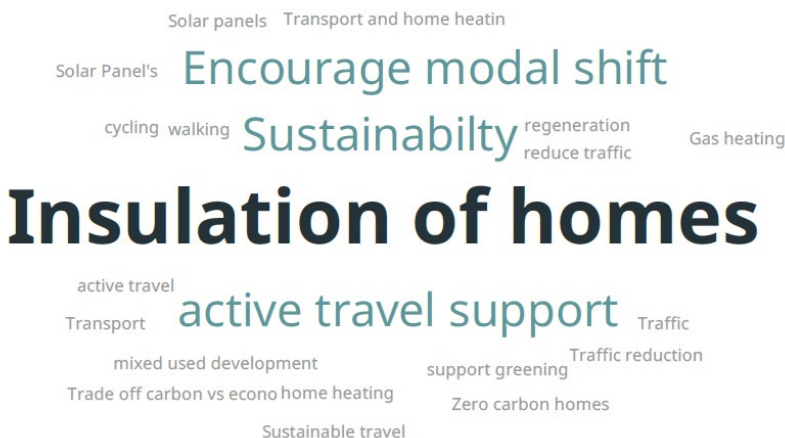 Solar panels
Transport and home heatin
Solar Panel's
Encourage modal shift
cycling
walking
Sustainabilty
regeneration
reduce traffic
Gas heating
Insulation of homes
active travel
active travel support
Transport
Traffic
mixed used development
Traffic reduction
support greening
Trade off carbon vs econo
home heating
Zero carbon homes
Sustainable travel